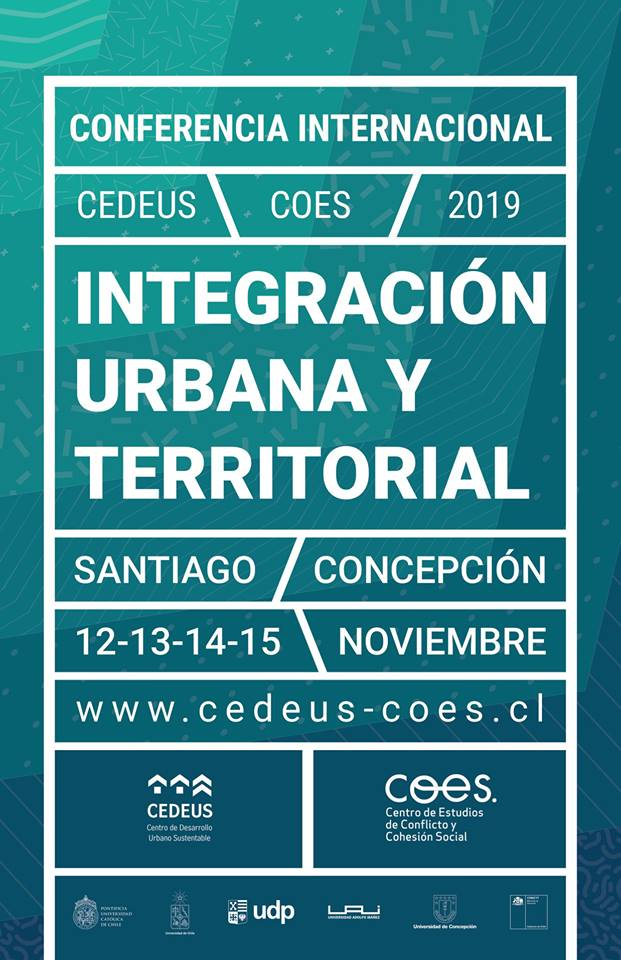 CONFERENCIA INTERNACIONAL
CEDEUS COES 2019
INTEGRACIÓN
URBANA Y
TERRITORIAL
SANTIAGO CONCEPCIÓN
12-13-14-15 NOVIEMBRE
www.cedeus-coes.cl
CEDEUS
Centro de Desarrollo
Urbano Sustentable
coes.
Centro de Estudios
de Conflicto y
Cohesión Social
PONTIFICIA
UNIVERSIDAD
CATÓLICA
DE CHILE
Universidad de Chile
udp
UAI
UNIVERSIDAD ADOLFO IBAÑEZ
Universidad de Concepción